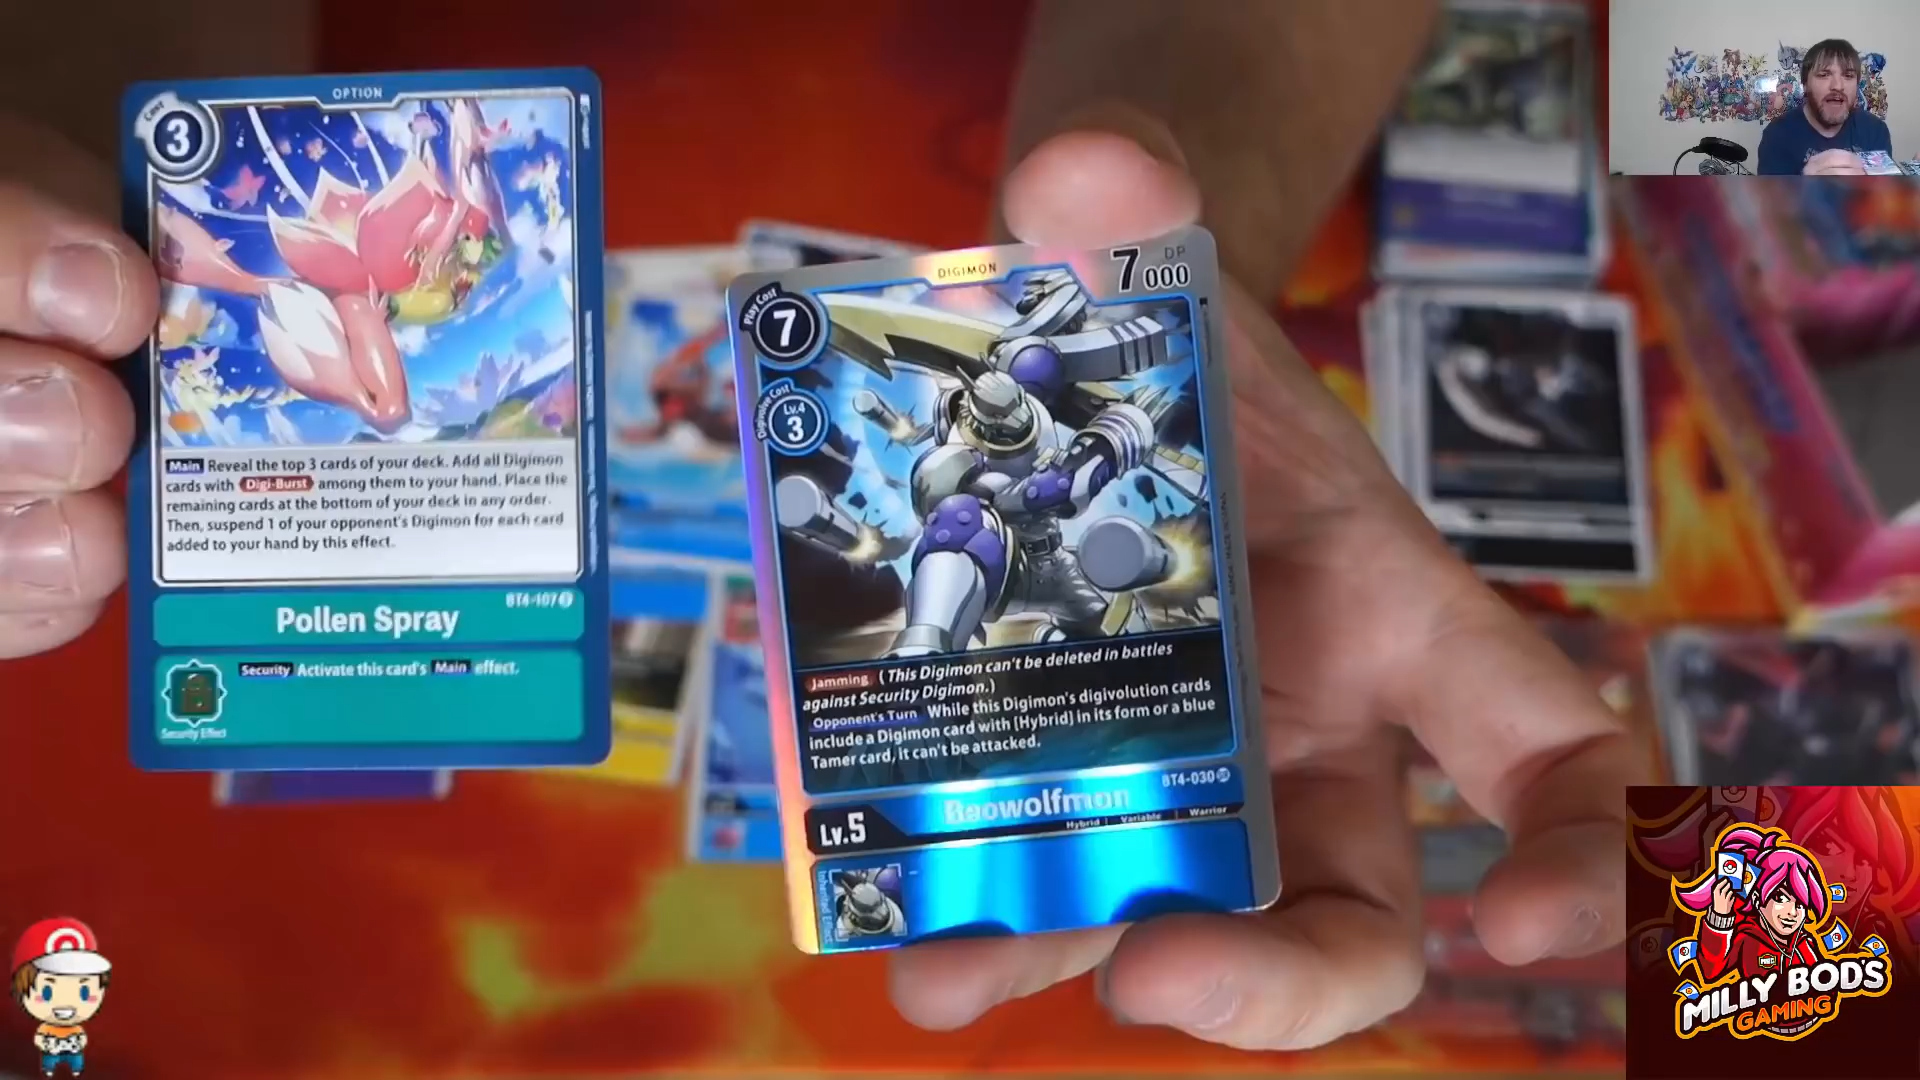 OPTION
Cost
3
Main Reveal the top 3 cards of your deck. Add all Digimon
cards with Digi-Burst among them to your hand. Place the
remaining cards at the bottom of your deck in any order.
Then, suspend 1 of your opponent's Digimon for each card
added to your hand by this effect.
BT4-107 U
Pollen Spray
Security Activate this card's Main effect.
Security Effect
DIGIMON
DP
7000
Play Cost
7
Digivolve Cost
Lv.4
3
Jamming (This Digimon can't be deleted in battles
against Security Digimon.)
Opponent's Turn While this Digimon's digivolution cards
include a Digimon card with [Hybrid] in its form or a blue
Tamer card, it can't be attacked.
BT4-030 SR
Beowolfmon
Lv.5
Hybrid | Variable | Warrior
Inherited Effect
-
MILLY BOD'S
GAMING